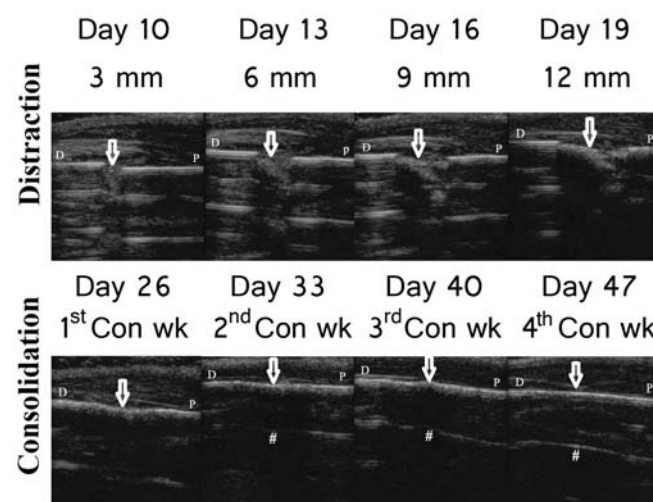 Distraction
Day 10 Day 13 Day 16 Day 19
3 mm 6 mm 9 mm 12 mm
D P D P D P D P
Consolidation
Day 26 Day 33 Day 40 Day 47
1st Con wk 2nd Con wk 3rd Con wk 4th Con wk
D P D P D P D P
# # #